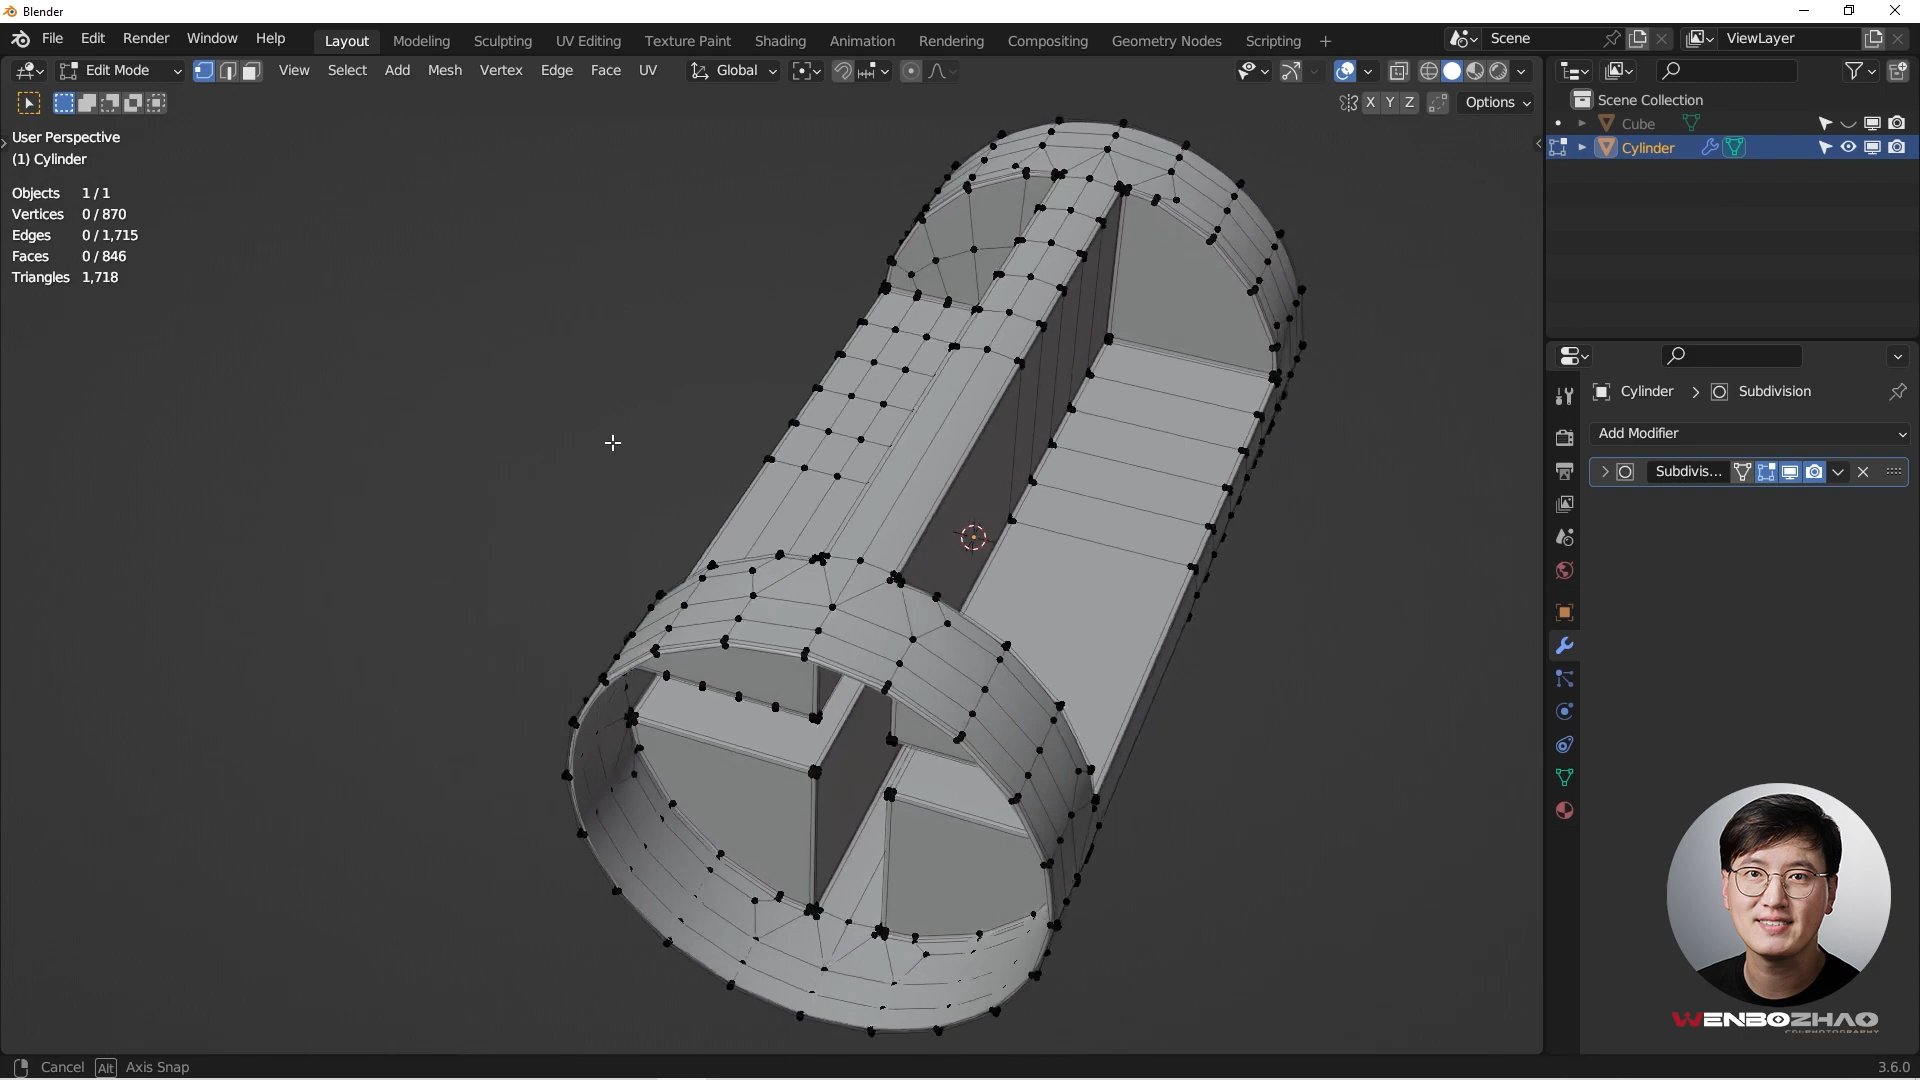 Blender
File Edit Render Window Help Layout Modeling Sculpting UV Editing Texture Paint Shading Animation Rendering Compositing Geometry Nodes Scripting + Scene ViewLayer
Edit Mode View Select Add Mesh Vertex Edge Face UV Global
X Y Z Options
User Perspective
(1) Cylinder
Objects 1 / 1
Vertices 0 / 870
Edges 0 / 1,715
Faces 0 / 846
Triangles 1,718
Scene Collection
Cube
Cylinder
Cylinder > Subdivision
Add Modifier
Subdivis...
WENBOZHAO
Cancel Alt Axis Snap 3.6.0